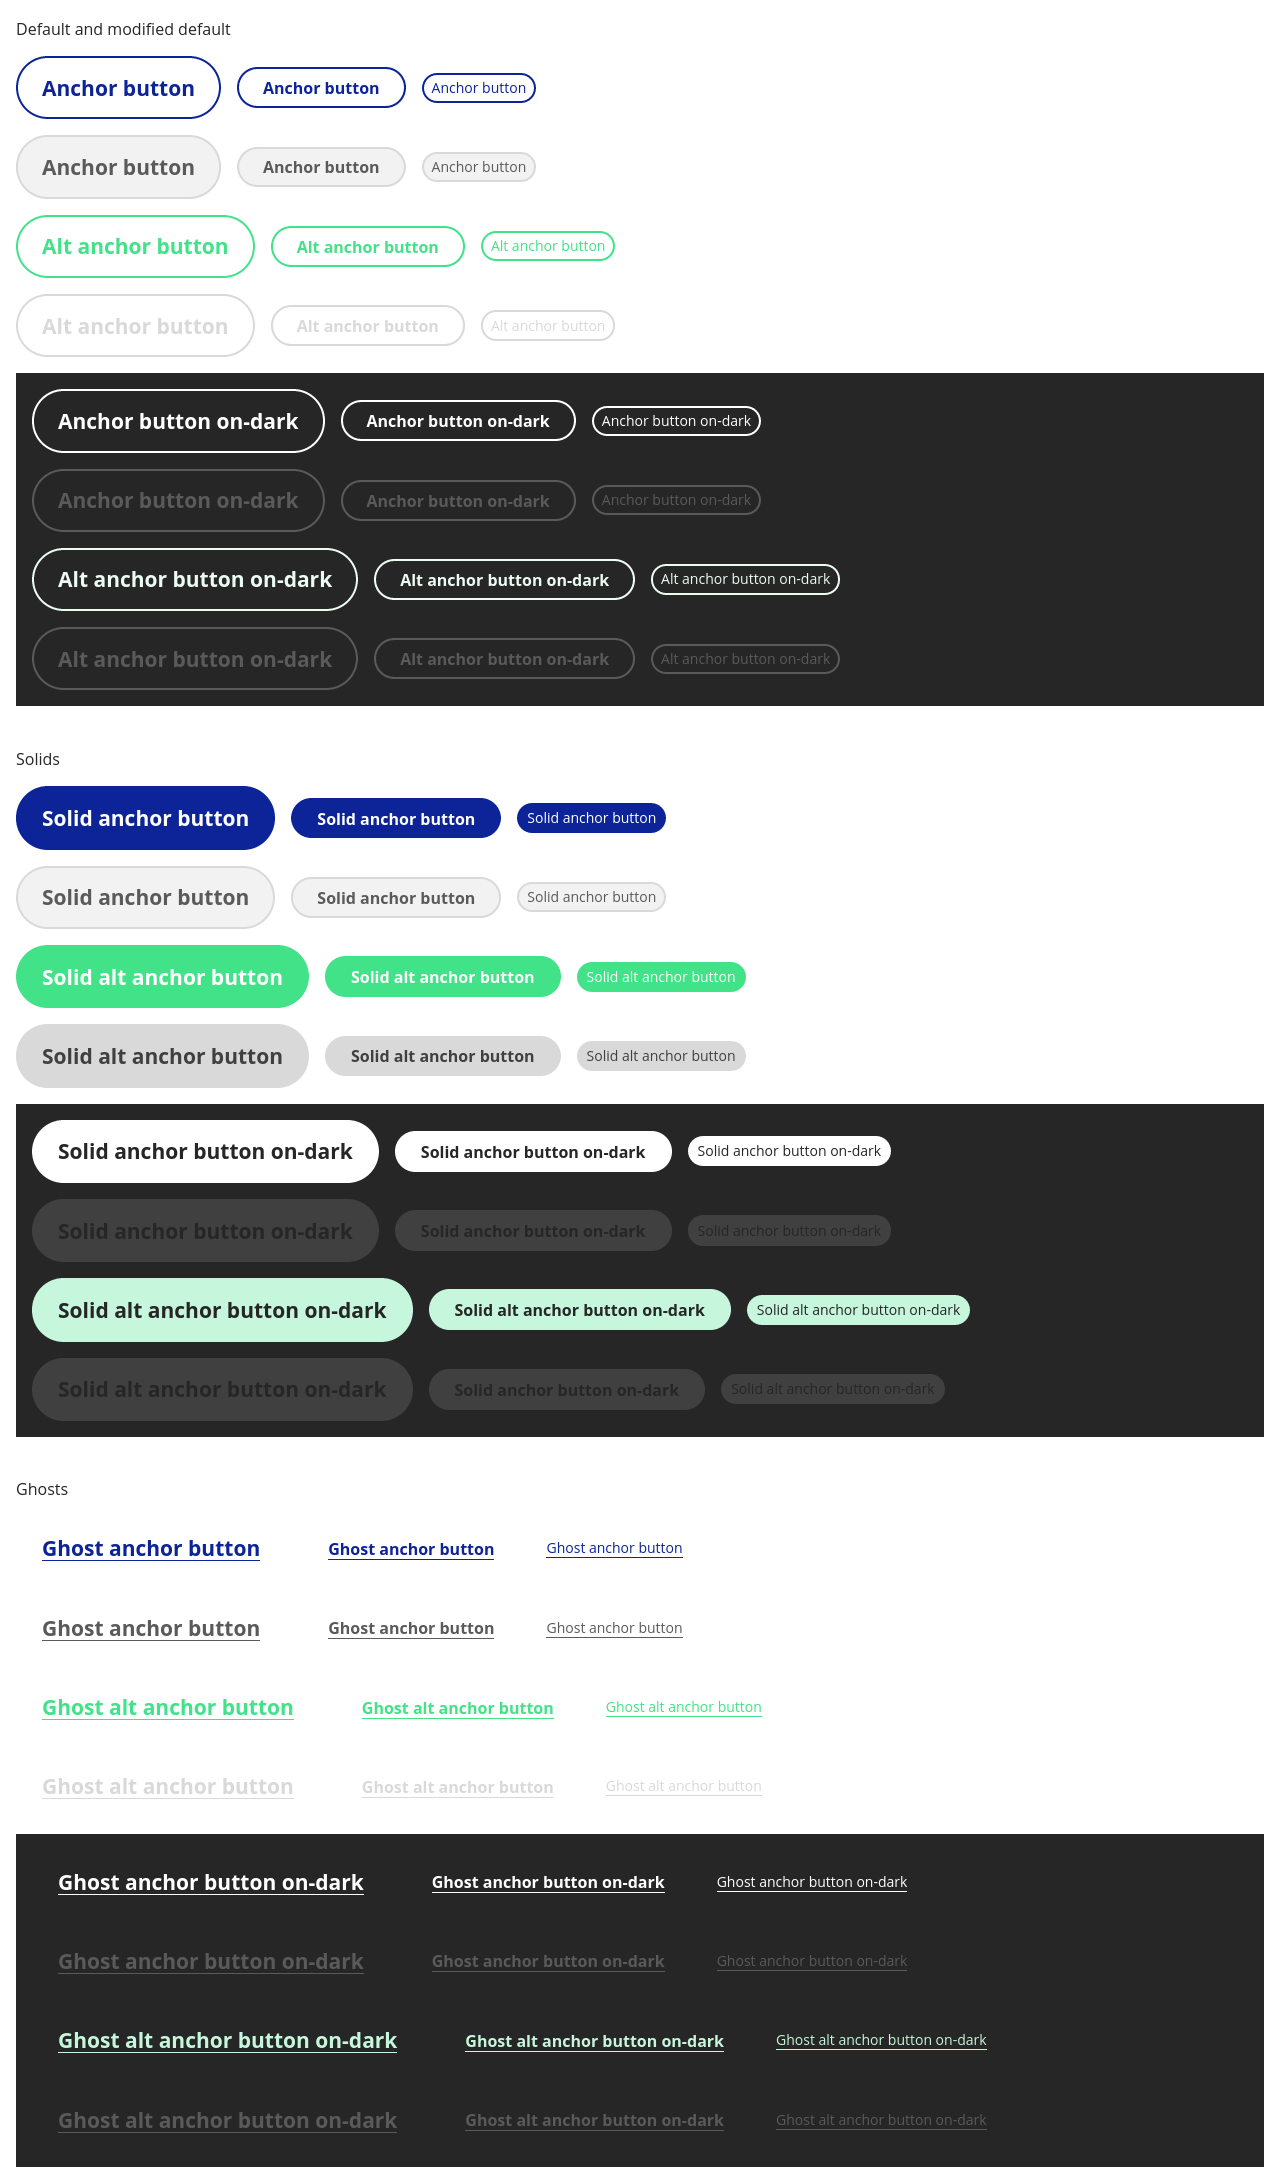 Default and modified default
Anchor button Anchor button Anchor button
Anchor button Anchor button Anchor button
Alt anchor button Alt anchor button Alt anchor button
Alt anchor button Alt anchor button Alt anchor button
Anchor button on-dark Anchor button on-dark Anchor button on-dark
Anchor button on-dark Anchor button on-dark Anchor button on-dark
Alt anchor button on-dark Alt anchor button on-dark Alt anchor button on-dark
Alt anchor button on-dark Alt anchor button on-dark Alt anchor button on-dark
Solids
Solid anchor button Solid anchor button Solid anchor button
Solid anchor button Solid anchor button Solid anchor button
Solid alt anchor button Solid alt anchor button Solid alt anchor button
Solid alt anchor button Solid alt anchor button Solid alt anchor button
Solid anchor button on-dark Solid anchor button on-dark Solid anchor button on-dark
Solid anchor button on-dark Solid anchor button on-dark Solid anchor button on-dark
Solid alt anchor button on-dark Solid alt anchor button on-dark Solid alt anchor button on-dark
Solid alt anchor button on-dark Solid anchor button on-dark Solid alt anchor button on-dark
Ghosts
Ghost anchor button Ghost anchor button Ghost anchor button
Ghost anchor button Ghost anchor button Ghost anchor button
Ghost alt anchor button Ghost alt anchor button Ghost alt anchor button
Ghost alt anchor button Ghost alt anchor button Ghost alt anchor button
Ghost anchor button on-dark Ghost anchor button on-dark Ghost anchor button on-dark
Ghost anchor button on-dark Ghost anchor button on-dark Ghost anchor button on-dark
Ghost alt anchor button on-dark Ghost alt anchor button on-dark Ghost alt anchor button on-dark
Ghost alt anchor button on-dark Ghost alt anchor button on-dark Ghost alt anchor button on-dark